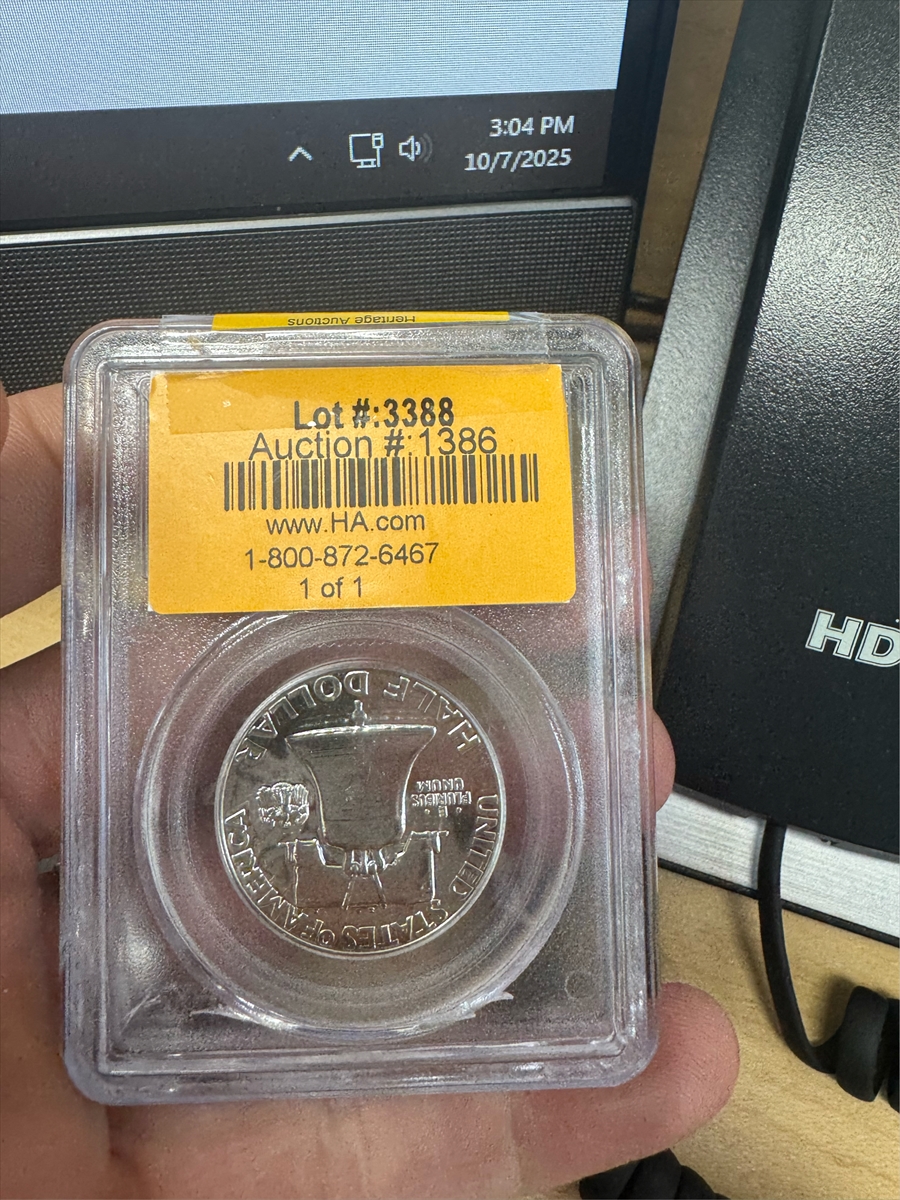 3:04 PM
10/7/2025
Heritage Auctions
Lot #:3388
Auction #:1386
www.HA.com
1-800-872-6467
1 of 1
HD
UNITED STATES OF AMERICA
E
PLURIBUS
UNUM
HALF DOLLAR